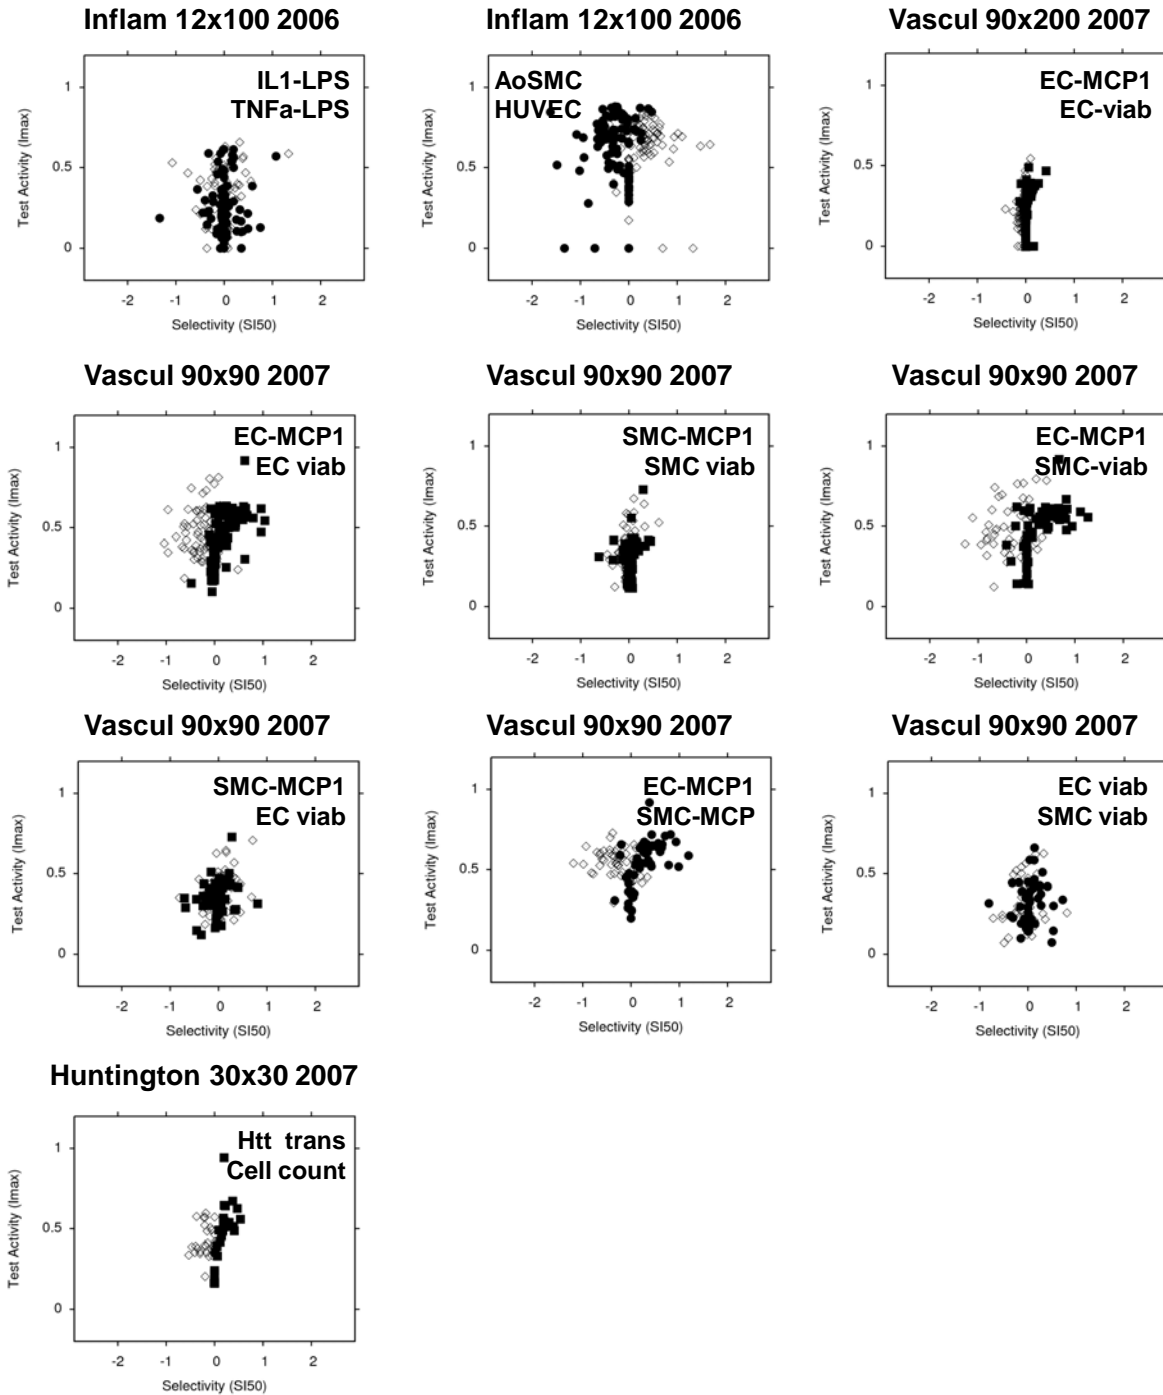 Inflam 12x100 2006
Inflam 12x100 2006
Vascul 90x200 2007
IL1-LPS
TNFa-LPS
1
0.5
0
Test Activity (Imax)
-2 -1 0 1 2
Selectivity (SI50)
AoSMC
HUVEC
1
0.5
0
Test Activity (Imax)
-2 -1 0 1 2
Selectivity (SI50)
EC-MCP1
EC-viab
1
0.5
0
Test Activity (Imax)
-2 -1 0 1 2
Selectivity (SI50)
Vascul 90x90 2007
Vascul 90x90 2007
Vascul 90x90 2007
EC-MCP1
EC viab
1
0.5
0
Test Activity (Imax)
-2 -1 0 1 2
Selectivity (SI50)
SMC-MCP1
SMC viab
1
0.5
0
Test Activity (Imax)
-2 -1 0 1 2
Selectivity (SI50)
EC-MCP1
SMC-viab
1
0.5
0
Test Activity (Imax)
-2 -1 0 1 2
Selectivity (SI50)
Vascul 90x90 2007
Vascul 90x90 2007
Vascul 90x90 2007
SMC-MCP1
EC viab
1
0.5
0
Test Activity (Imax)
-2 -1 0 1 2
Selectivity (SI50)
EC-MCP1
SMC-MCP
1
0.5
0
Test Activity (Imax)
-2 -1 0 1 2
Selectivity (SI50)
EC viab
SMC viab
1
0.5
0
Test Activity (Imax)
-2 -1 0 1 2
Selectivity (SI50)
Huntington 30x30 2007
Htt trans
Cell count
1
0.5
0
Test Activity (Imax)
-2 -1 0 1 2
Selectivity (SI50)